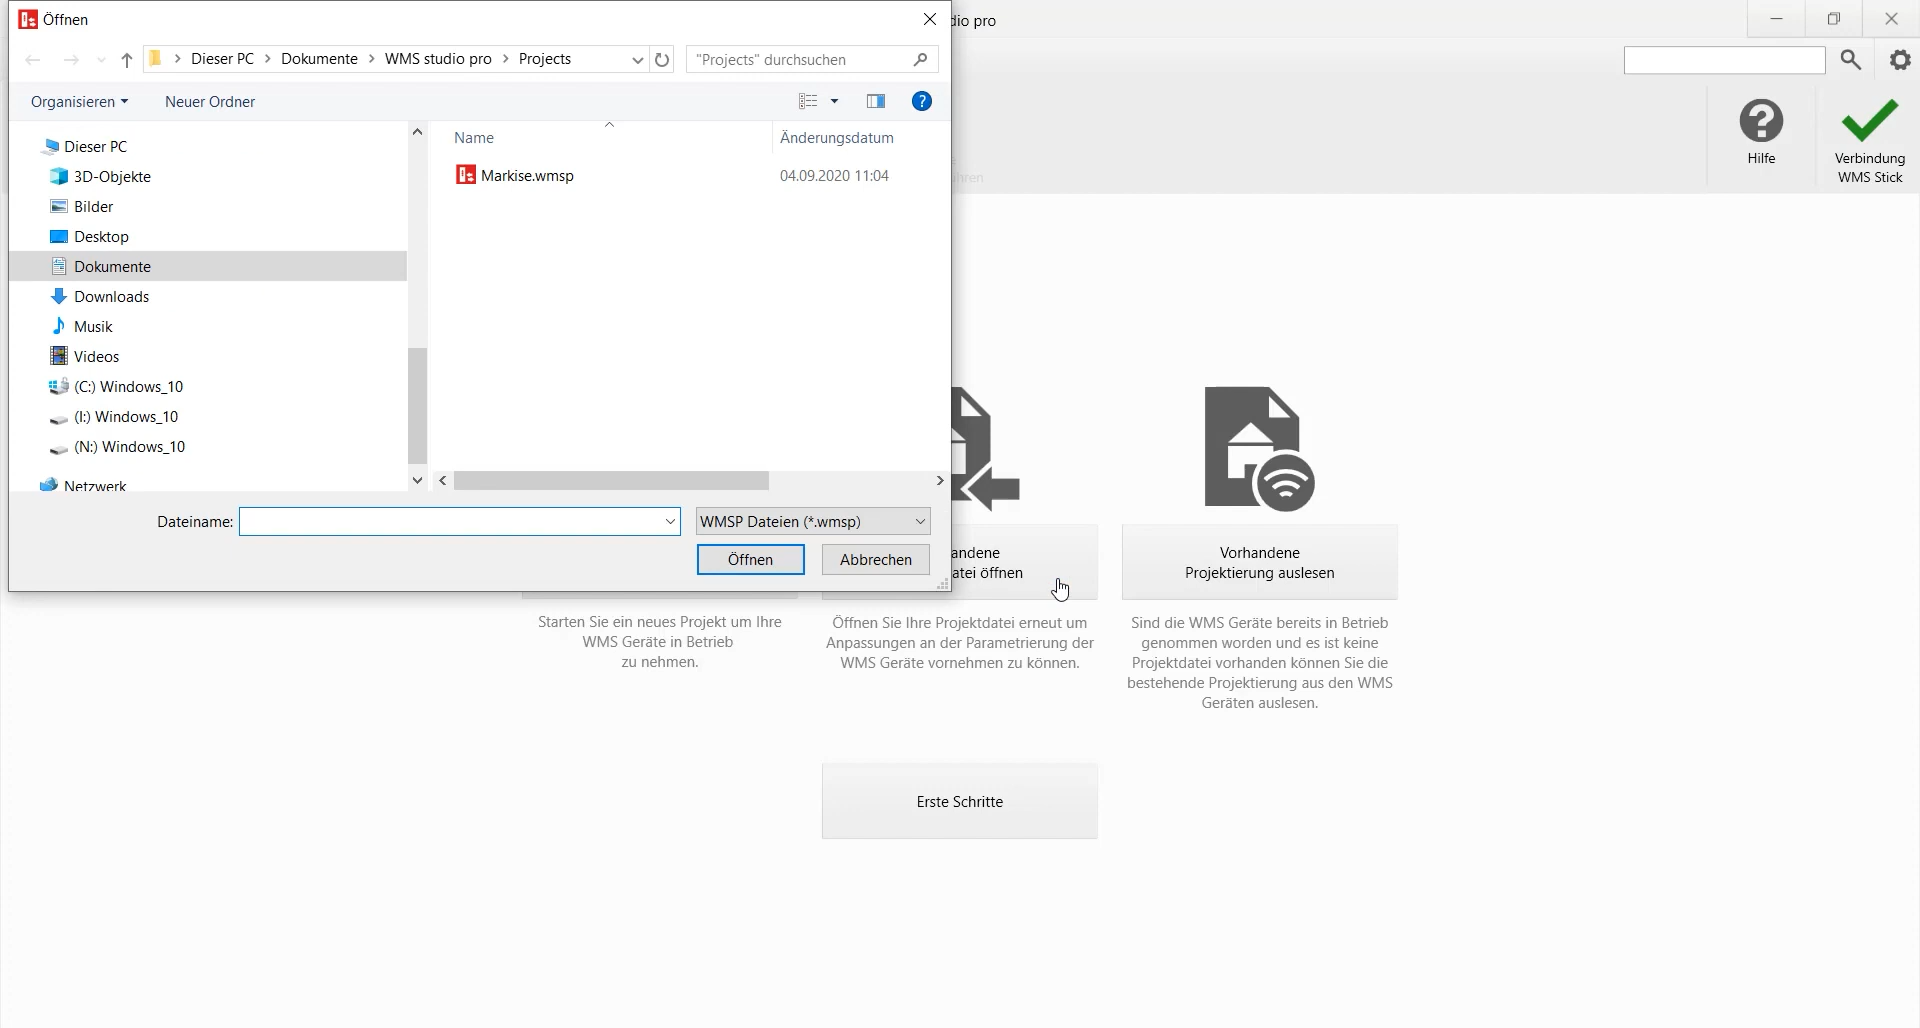 Öffnen
dio pro
Dieser PC
Dokumente
WMS studio pro
Projects
"Projects" durchsuchen
Organisieren
Neuer Ordner
Hilfe
Verbindung
WMS Stick
Name
Änderungsdatum
Markise.wmsp
04.09.2020 11:04
Dieser PC
3D-Objekte
Bilder
Desktop
Dokumente
Downloads
Musik
Videos
(C:) Windows_10
(I:) Windows_10
(N:) Windows_10
Netzwerk
Dateiname:
WMSP Dateien (*.wmsp)
Öffnen
Abbrechen
andene
atei öffnen
Vorhandene
Projektierung auslesen
Starten Sie ein neues Projekt um Ihre
WMS Geräte in Betrieb
zu nehmen.
Öffnen Sie Ihre Projektdatei erneut um
Anpassungen an der Parametrierung der
WMS Geräte vornehmen zu können.
Sind die WMS Geräte bereits in Betrieb
genommen worden und es ist keine
Projektdatei vorhanden können Sie die
bestehende Projektierung aus den WMS
Geräten auslesen.
Erste Schritte